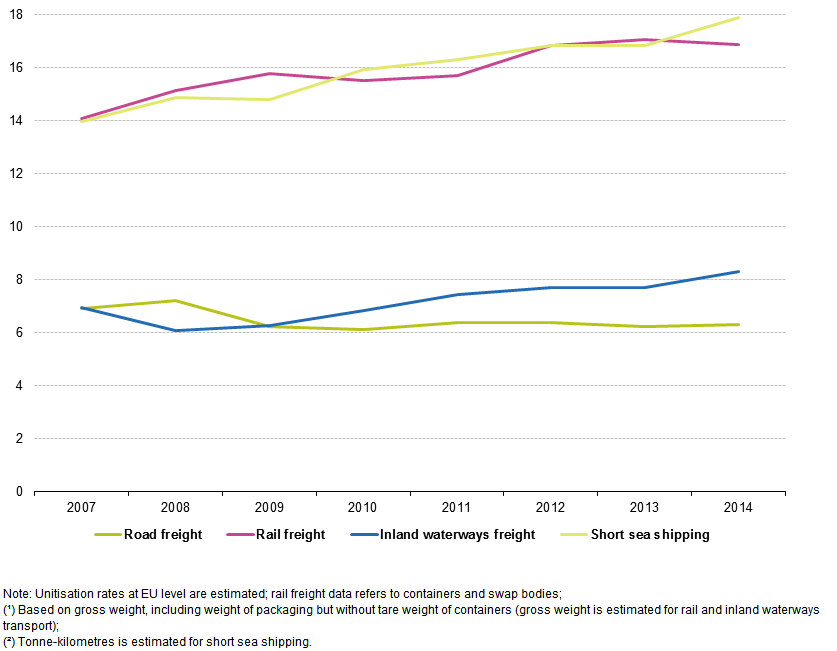 18
16
14
12
10
8
6
4
2
0
2007 2008 2009 2010 2011 2012 2013 2014
Road freight Rail freight Inland waterways freight Short sea shipping
Note: Unitisation rates at EU level are estimated; rail freight data refers to containers and swap bodies;
(¹) Based on gross weight, including weight of packaging but without tare weight of containers (gross weight is estimated for rail and inland waterways
transport);
(²) Tonne-kilometres is estimated for short sea shipping.